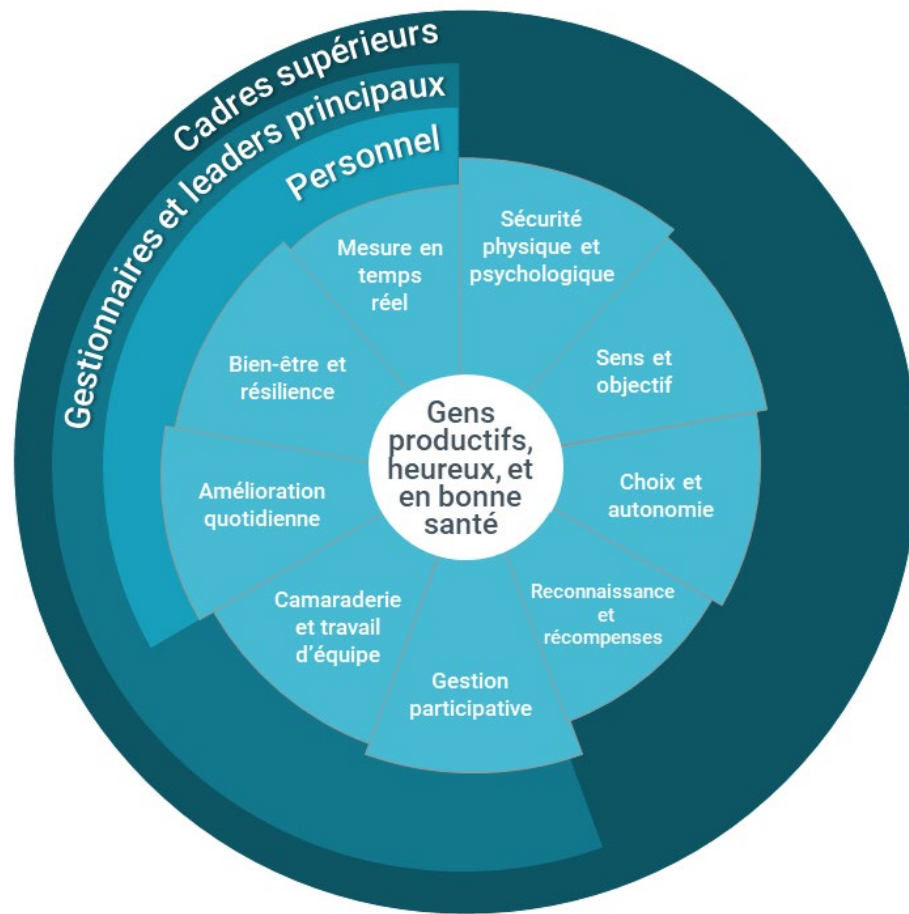 Cadres supérieurs
Gestionnaires et leaders principaux
Personnel
Mesure en
temps
réel
Sécurité
physique et
psychologique
Sens et
objectif
Choix et
autonomie
Reconnaissance
et
récompenses
Gestion
participative
Camaraderie
et travail
d'équipe
Amélioration
quotidienne
Bien-être et
résilience
Gens
productifs,
heureux, et
en bonne
santé